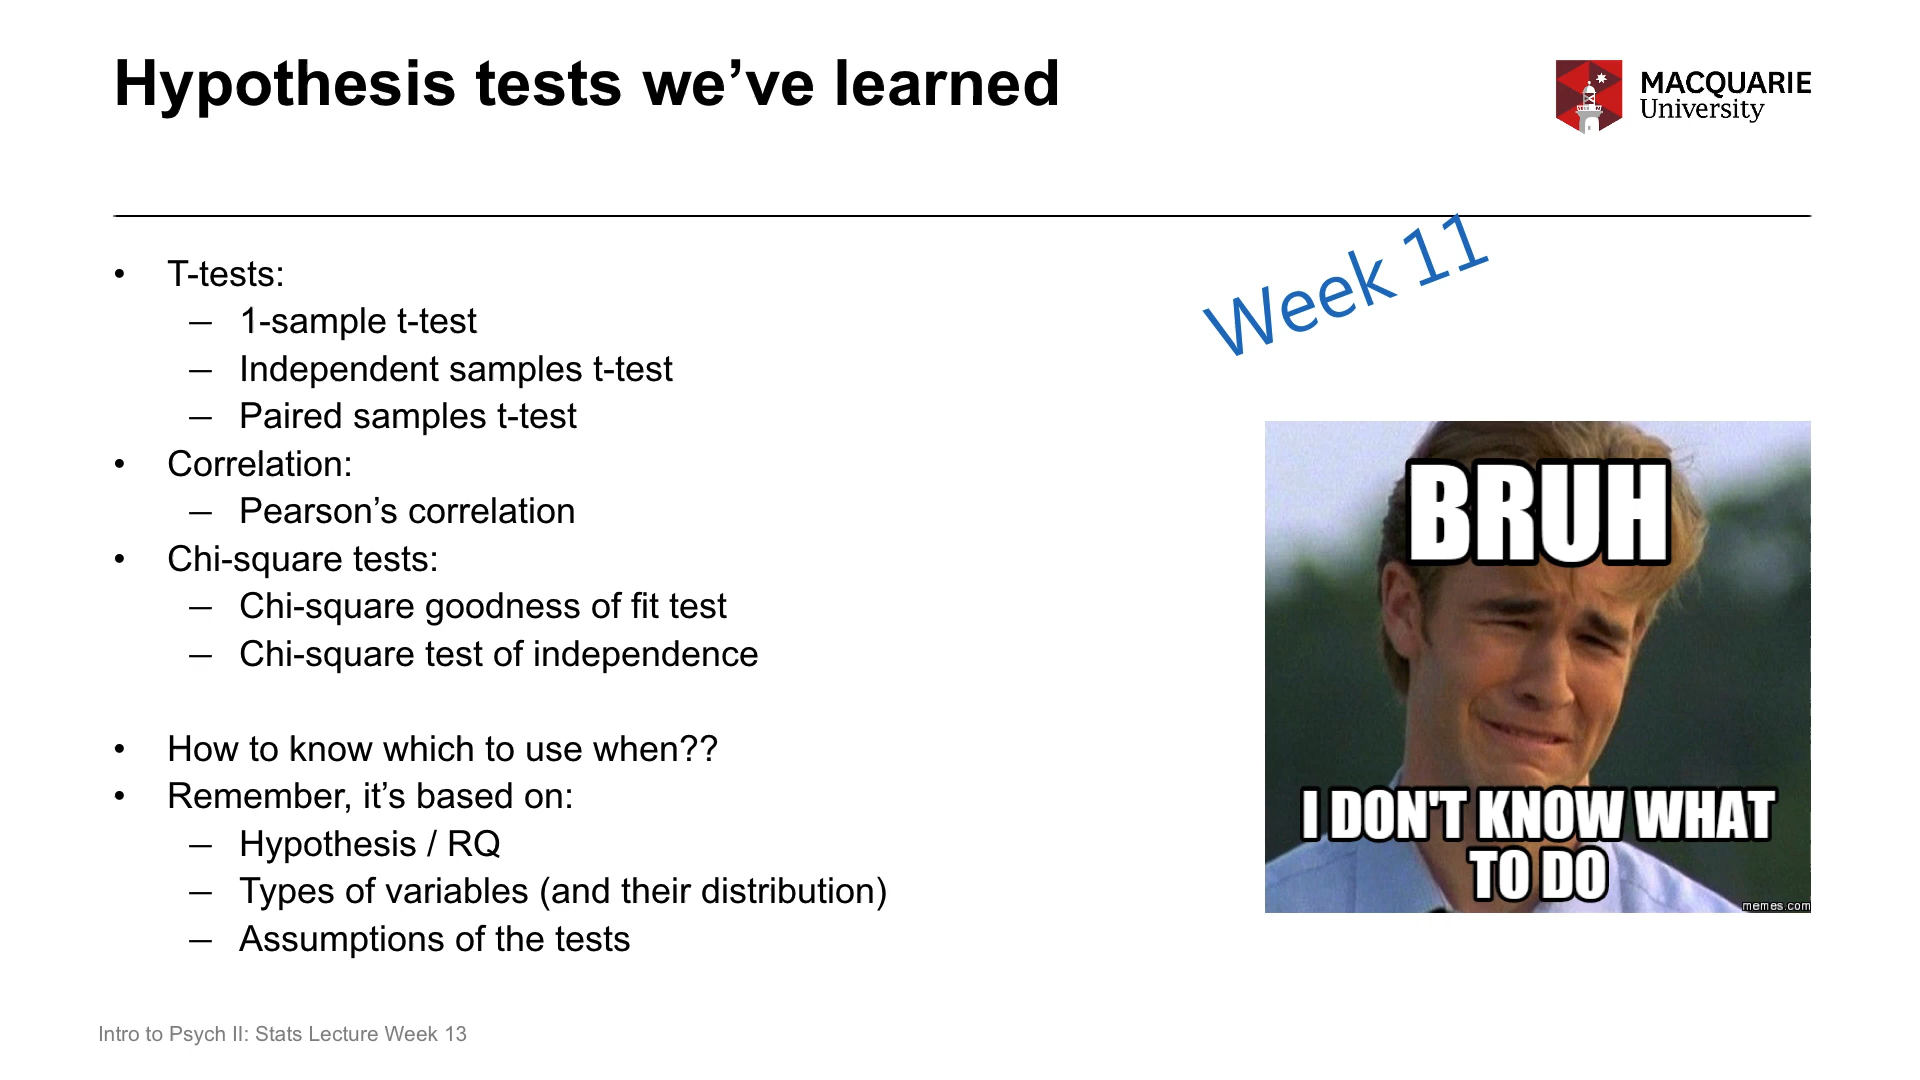 Hypothesis tests we’ve learned
MACQUARIE
University
Week 11
• T-tests:
– 1-sample t-test
– Independent samples t-test
– Paired samples t-test
• Correlation:
– Pearson’s correlation
• Chi-square tests:
– Chi-square goodness of fit test
– Chi-square test of independence
• How to know which to use when??
• Remember, it’s based on:
– Hypothesis / RQ
– Types of variables (and their distribution)
– Assumptions of the tests
BRUH
I DON'T KNOW WHAT
TO DO
memes.com
Intro to Psych II: Stats Lecture Week 13